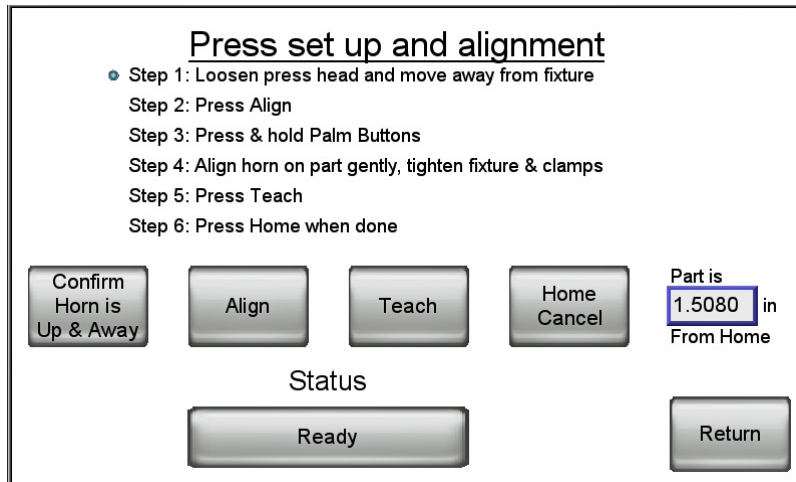 Press set up and alignment
Step 1: Loosen press head and move away from fixture
Step 2: Press Align
Step 3: Press & hold Palm Buttons
Step 4: Align horn on part gently, tighten fixture & clamps
Step 5: Press Teach
Step 6: Press Home when done
Confirm
Horn is
Up & Away
Align
Teach
Home
Cancel
Part is
1.5080 in
From Home
Status
Ready
Return